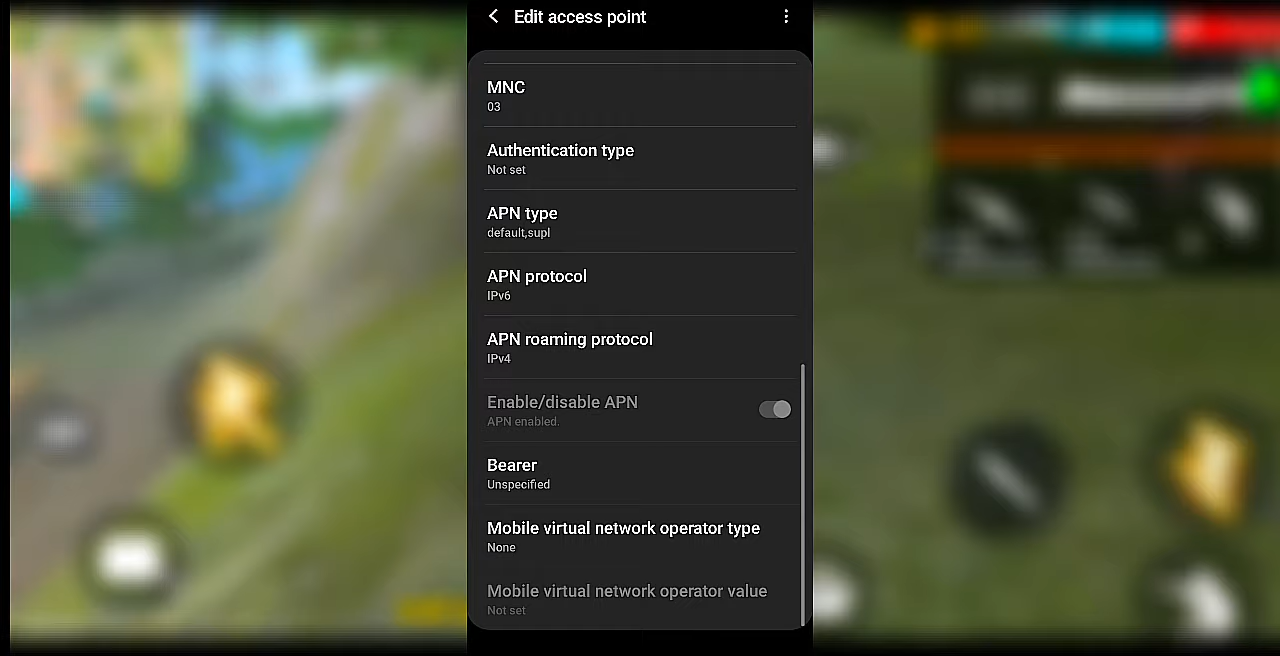 Edit access point
MNC
03
Authentication type
Not set
APN type
default,supl
APN protocol
IPv6
APN roaming protocol
IPv4
Enable/disable APN
APN enabled.
Bearer
Unspecified
Mobile virtual network operator type
None
Mobile virtual network operator value
Not set